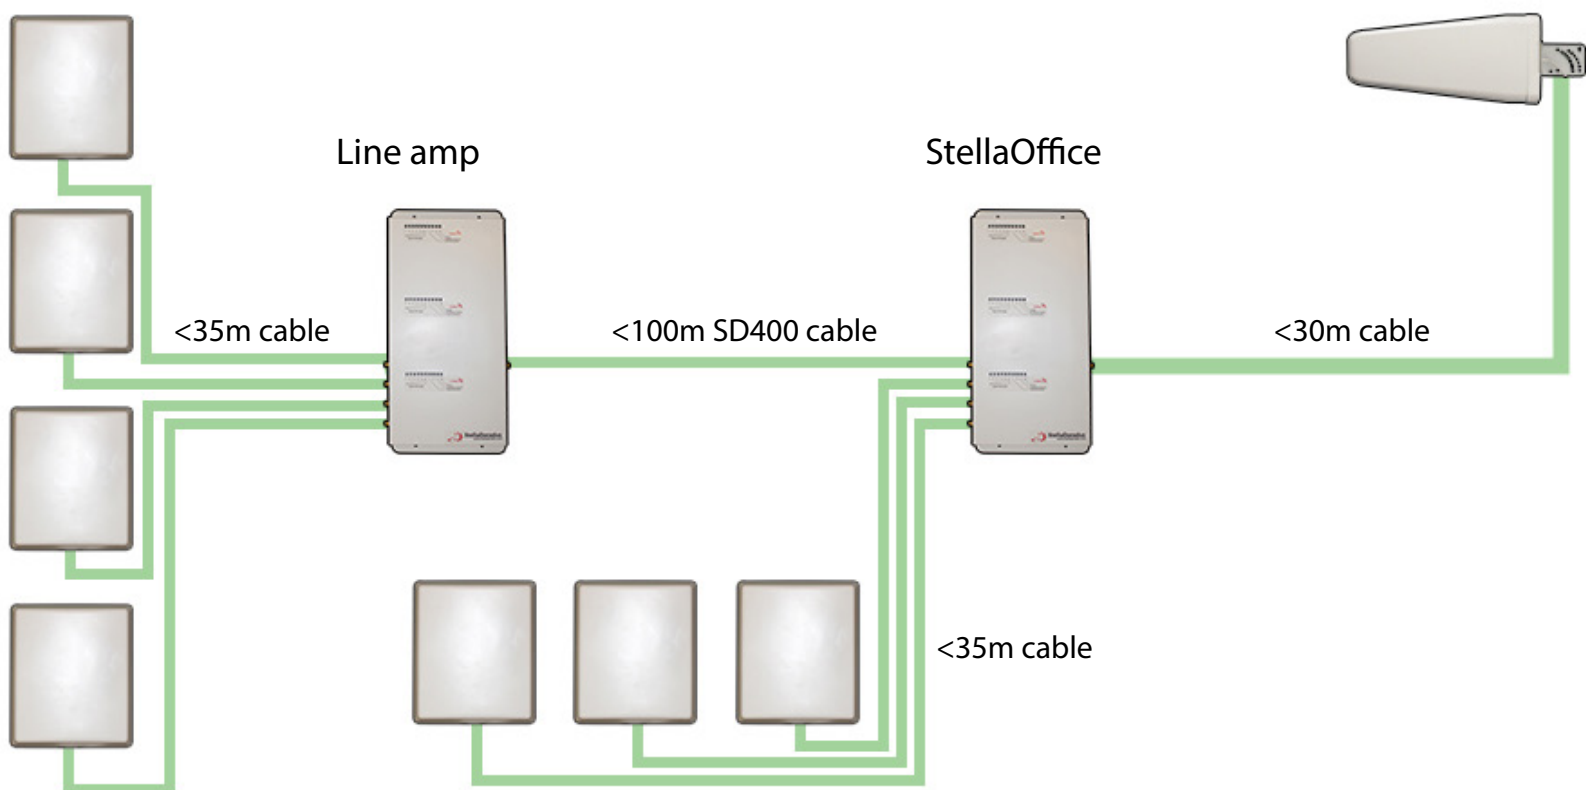 Line amp
StellaOffice
<35m cable
<100m SD400 cable
<30m cable
<35m cable